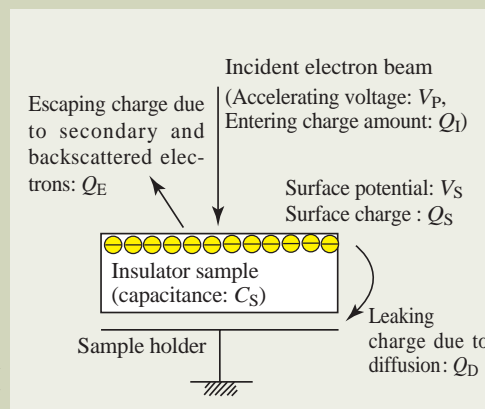 Incident electron beam
(Accelerating voltage: VP,
Entering charge amount: QI)
Escaping charge due
to secondary and
backscattered elec-
trons: QE
Surface potential: VS
Surface charge : QS
Insulator sample
(capacitance: CS)
Leaking
charge due to
diffusion: QD
Sample holder